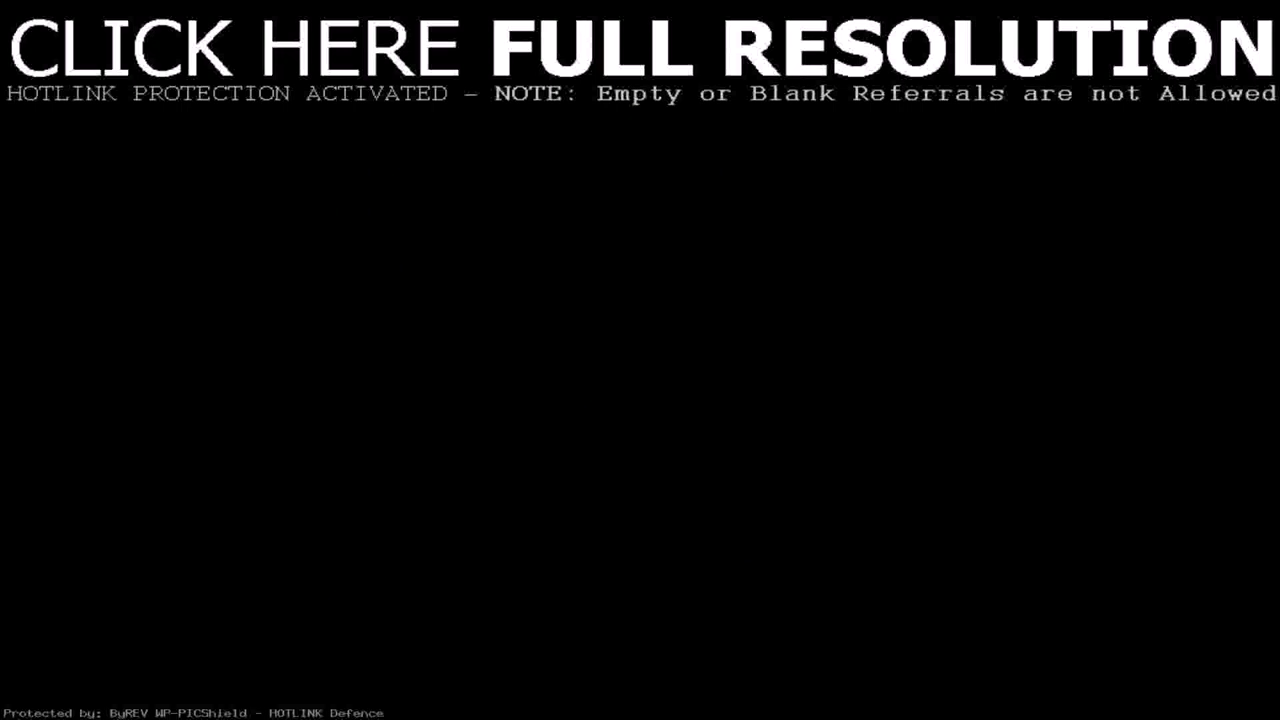 CLICK HERE FULL RESOLUTION
HOTLINK PROTECTION ACTIVATED - NOTE: Empty or Blank Referrals are not Allowed
Protected by: ByREV WP-PICShield - HOTLINK Defence